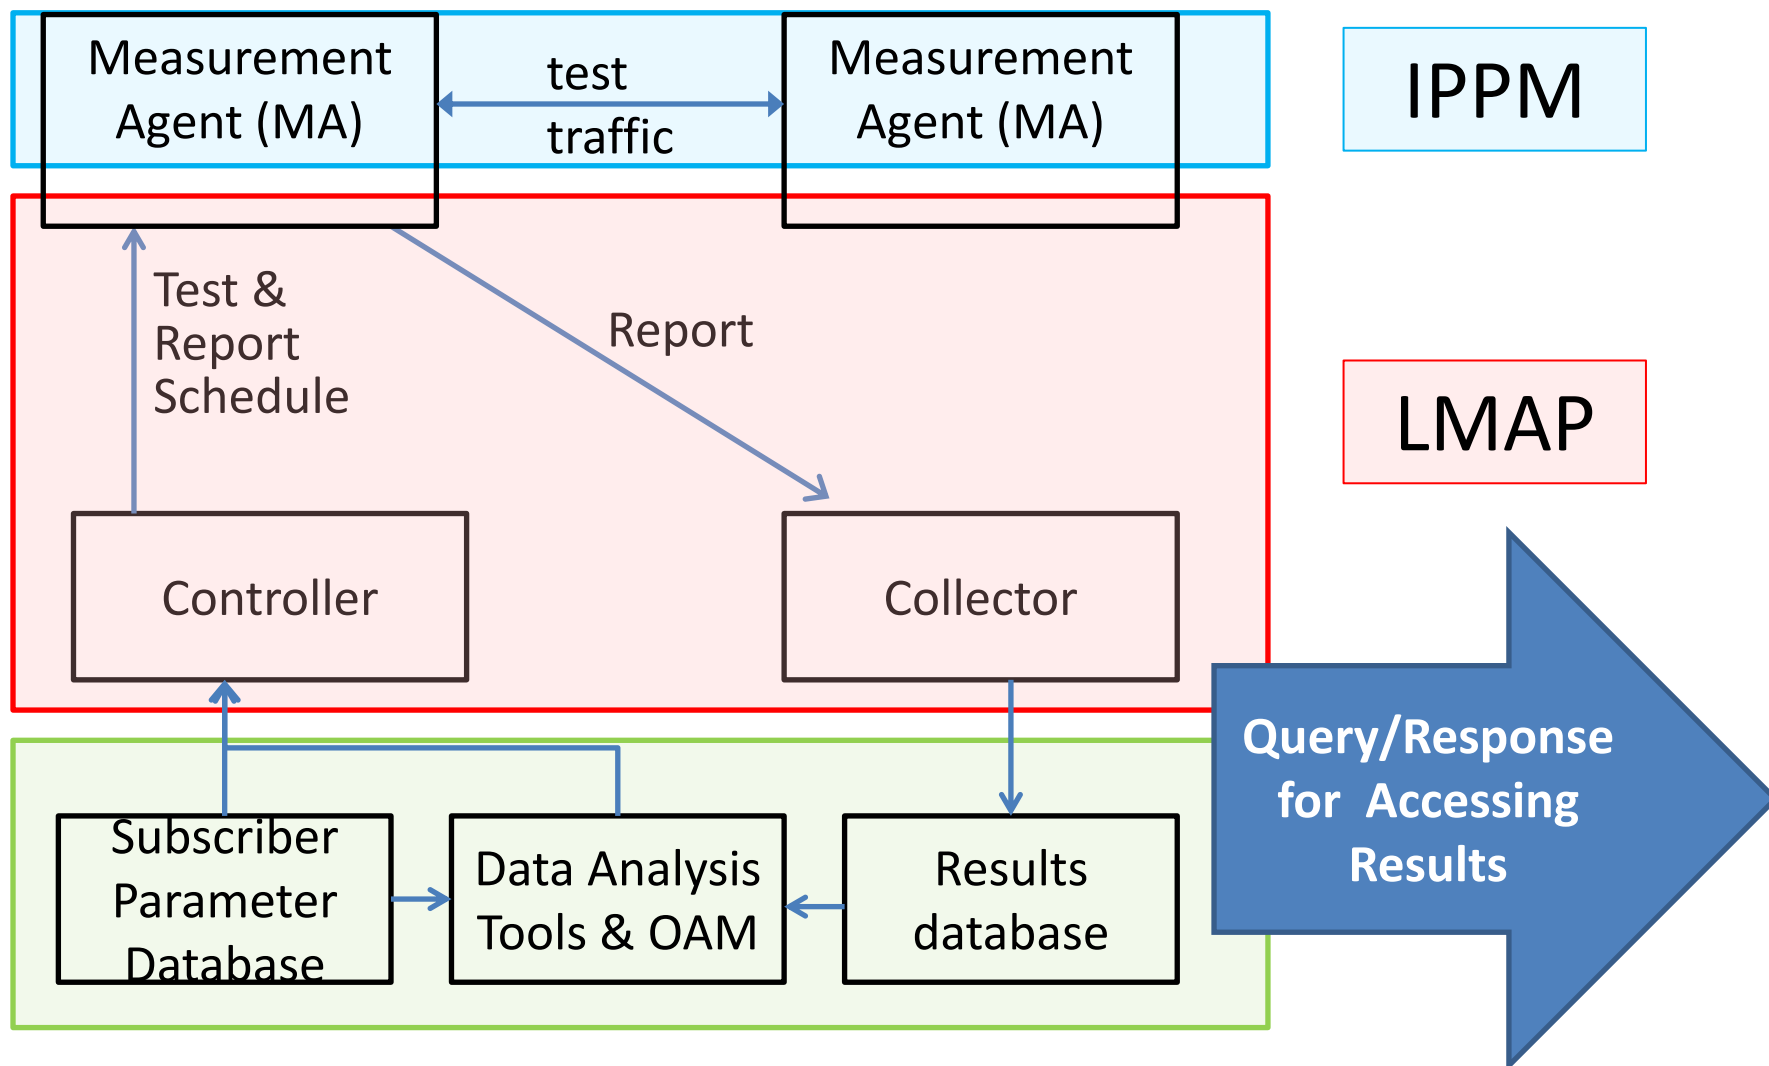 Measurement
Agent (MA)
test
traffic
Measurement
Agent (MA)
IPPM
Test &
Report
Schedule
Report
LMAP
Controller
Collector
Subscriber
Parameter
Database
Data Analysis
Tools & OAM
Results
database
Query/Response
for Accessing
Results